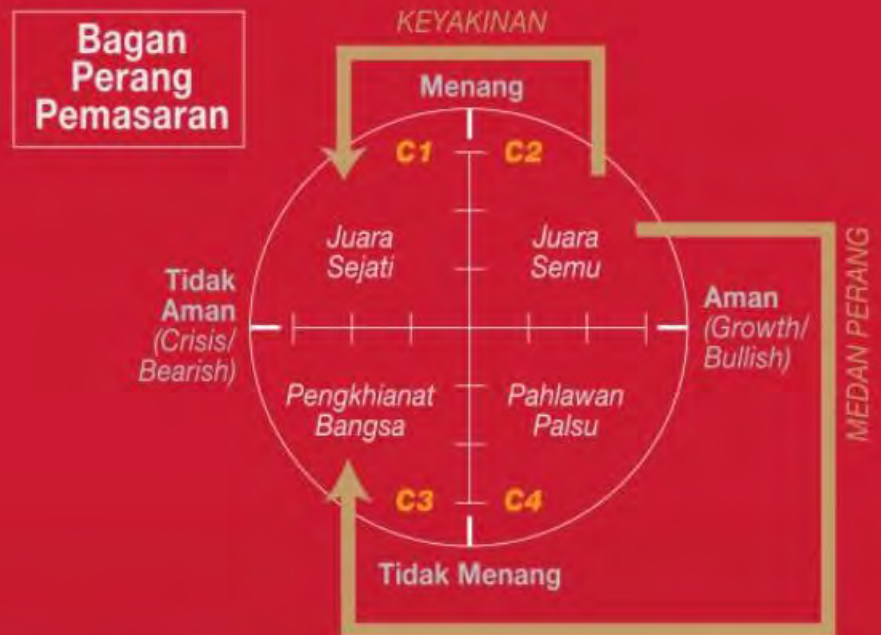 Bagan
Perang
Pemasaran
KEYAKINAN
Menang
C1
C2
Juara
Sejati
Juara
Semu
Tidak
Aman
(Crisis/
Bearish)
Aman
(Growth/
Bullish)
MEDAN PERANG
Pengkhianat
Bangsa
Pahlawan
Palsu
C3
C4
Tidak Menang